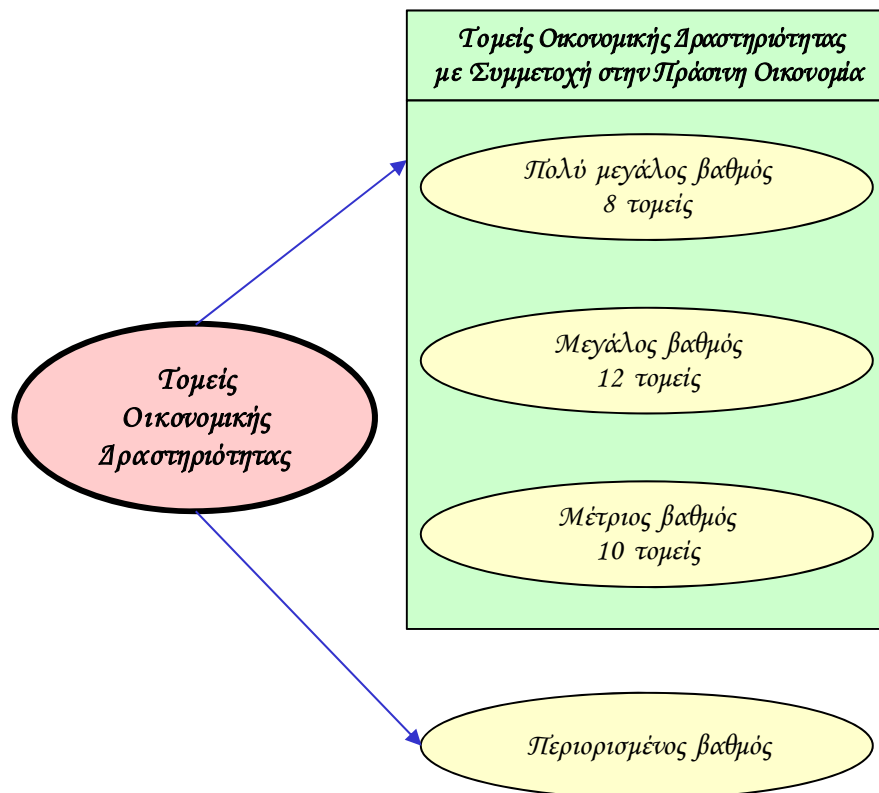 Τομείς Οικονομικής Δραστηριότητας
με Συμμετοχή στην Πράσινη Οικονομία
Πολύ μεγάλος βαθμός
8 τομείς
Μεγάλος βαθμός
12 τομείς
Τομείς
Οικονομικής
Δραστηριότητας
Μέτριος βαθμός
10 τομείς
Περιορισμένος βαθμός